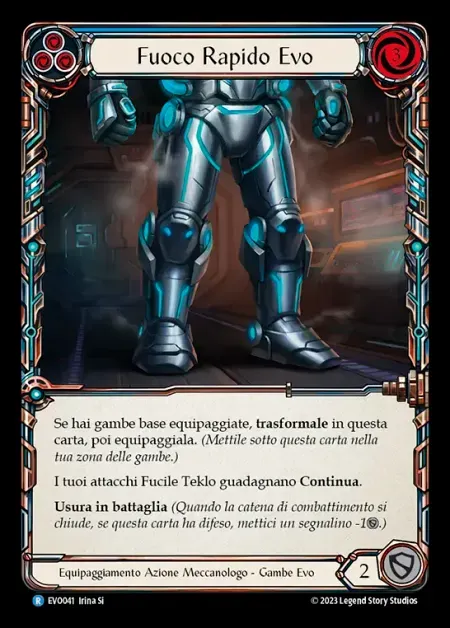 Fuoco Rapido Evo
3
Se hai gambe base equipaggiate, trasformale in questa
carta, poi equipaggiala. (Mettile sotto questa carta nella
tua zona delle gambe.)
I tuoi attacchi Fucile Teklo guadagnano Continua.
Usura in battaglia (Quando la catena di combattimento si
chiude, se questa carta ha difeso, mettici un segnalino -1.)
Equipaggiamento Azione Meccanologo - Gambe Evo
2
R EVO041 Irina Si
© 2023 Legend Story Studios